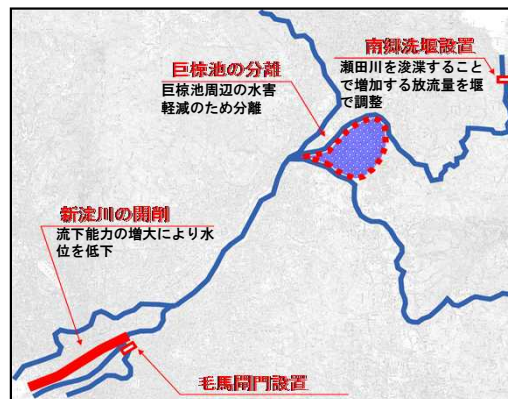 南郷洗堰設置
瀬田川を浚渫すること
で増加する放流量を堰
で調整
巨椋池の分離
巨椋池周辺の水害
軽減のため分離
新淀川の開削
流下能力の増大により水
位を低下
毛馬閘門設置